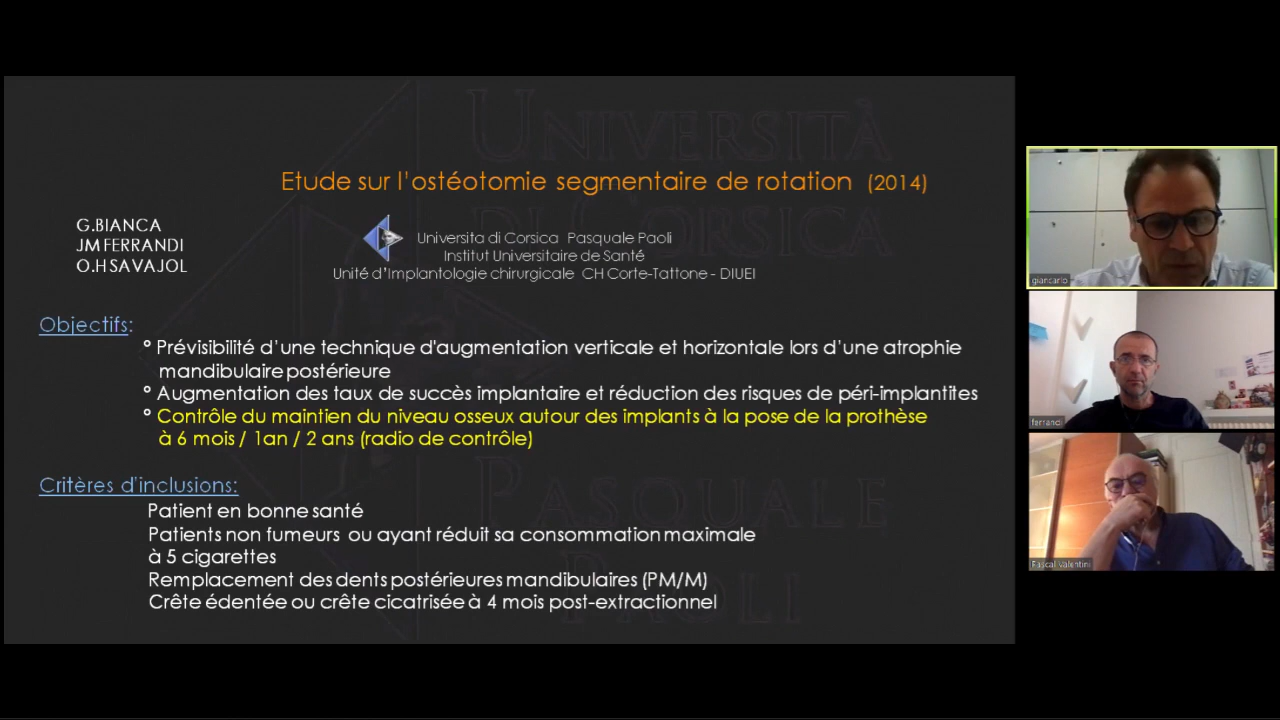 UNIVERSITÀ
DI CORSICA
PASQUALE
PAOLI
Etude sur l'ostéotomie segmentaire de rotation (2014)
G.BIANCA
JM FERRANDI
O.H SAVAJOL
Universita di Corsica Pasquale Paoli
Institut Universitaire de Santé
Unité d'Implantologie chirurgicale CH Corte-Tattone - DIUEI
Objectifs:
° Prévisibilité d'une technique d'augmentation verticale et horizontale lors d'une atrophie
mandibulaire postérieure
° Augmentation des taux de succès implantaire et réduction des risques de péri-implantites
° Contrôle du maintien du niveau osseux autour des implants à la pose de la prothèse
à 6 mois / 1an / 2 ans (radio de contrôle)
Critères d'inclusions:
Patient en bonne santé
Patients non fumeurs ou ayant réduit sa consommation maximale
à 5 cigarettes
Remplacement des dents postérieures mandibulaires (PM/M)
Crête édentée ou crête cicatrisée à 4 mois post-extractionnel
giancarlo
ferrandi
Pascal Valentini